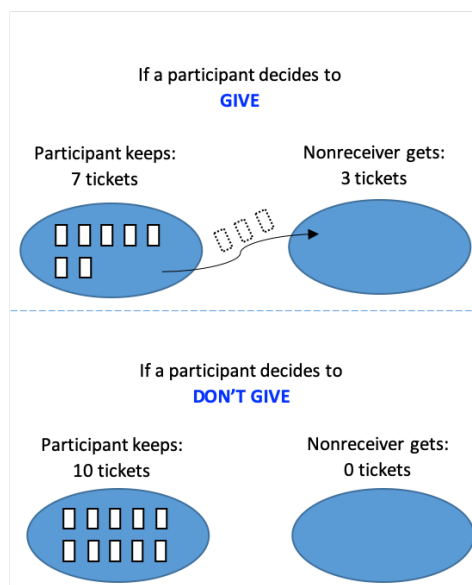 If a participant decides to
GIVE
Participant keeps:
7 tickets
Nonreceiver gets:
3 tickets
If a participant decides to
DON'T GIVE
Participant keeps:
10 tickets
Nonreceiver gets:
0 tickets